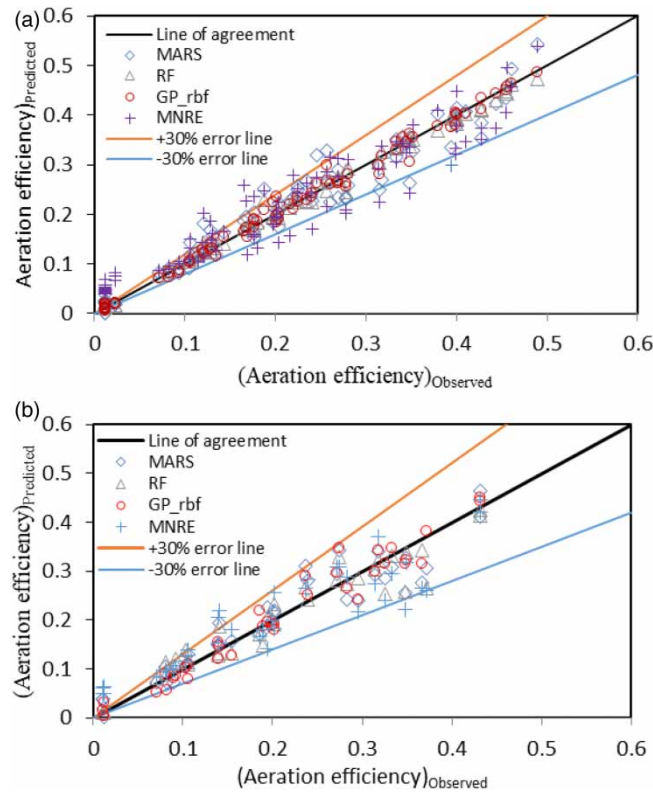 (a)
0.6
0.5
0.4
0.3
0.2
0.1
0
Aeration efficiency)Predicted
Line of agreement
MARS
RF
GP_rbf
MNRE
+30% error line
-30% error line
0 0.1 0.2 0.3 0.4 0.5 0.6
(Aeration efficiency)Observed
(b)
0.6
0.5
0.4
0.3
0.2
0.1
0
(Aeration efficiency)Predicted
Line of agreement
MARS
RF
GP_rbf
MNRE
+30% error line
-30% error line
0 0.1 0.2 0.3 0.4 0.5 0.6
(Aeration efficiency)Observed